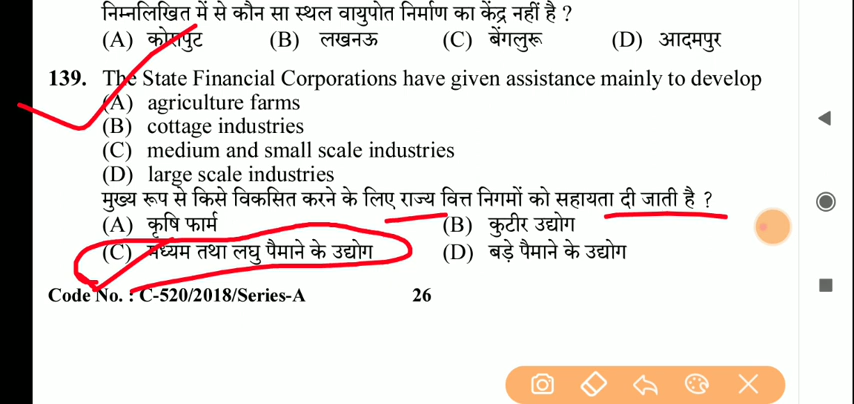 निम्नलिखित में से कौन सा स्थल वायुपोत निर्माण का केंद्र नहीं है ?
(A) कोरापुट (B) लखनऊ (C) बेंगलुरू (D) आदमपुर
139. The State Financial Corporations have given assistance mainly to develop
(A) agriculture farms
(B) cottage industries
(C) medium and small scale industries
(D) large scale industries
मुख्य रूप से किसे विकसित करने के लिए राज्य वित्त निगमों को सहायता दी जाती है ?
(A) कृषि फार्म (B) कुटीर उद्योग
(C) मध्यम तथा लघु पैमाने के उद्योग (D) बड़े पैमाने के उद्योग
Code No. : C-520/2018/Series-A 26